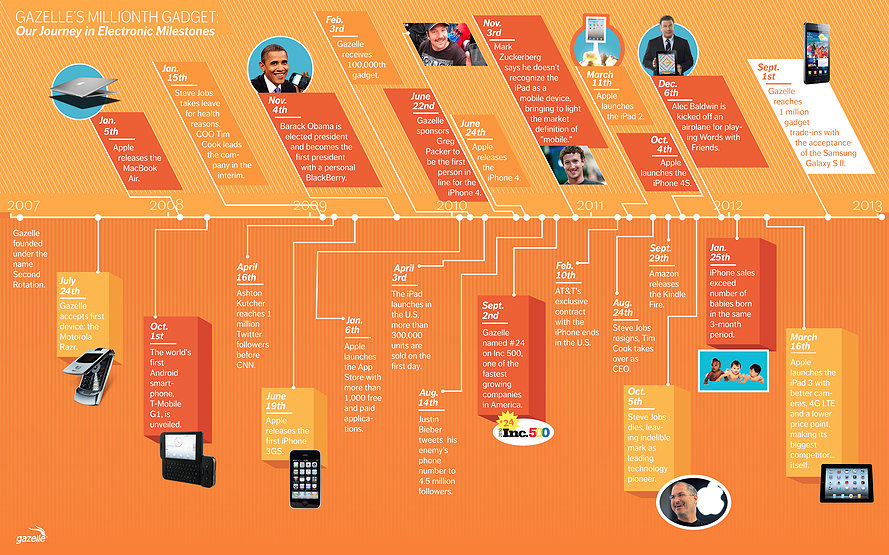 GAZELLE'S MILLIONTH GADGET:
Our Journey in Electronic Milestones
Jan.
5th
Apple
releases the
MacBook
Air.
Jan.
15th
Steve Jobs
takes leave
for health
reasons.
COO Tim
Cook leads
the com-
pany in the
interim.
Nov.
4th
Barack Obama is
elected president
and becomes the
first president
with a personal
BlackBerry.
Feb.
3rd
Gazelle
receives
100,000th
gadget.
June
22nd
Gazelle
sponsors
Greg
Packer to
be the first
person in
line for the
iPhone 4.
June
24th
Apple
releases
the
iPhone 4.
Nov.
3rd
Mark
Zuckerberg
says he doesn't
recognize the
iPad as a
mobile device,
bringing to light
the market
definition of
"mobile."
March
11th
Apple
launches
the iPad 2.
Oct.
4th
Apple
launches the
iPhone 4S.
Dec.
6th
Alec Baldwin is
kicked off an
airplane for play-
ing Words with
Friends.
Sept.
1st
Gazelle
reaches
1 million
gadget
trade-ins with
the acceptance
of the Samsung
Galaxy S II.
2007
2008
2009
2010
2011
2012
2013
Gazelle
founded
under the
name
Second
Rotation.
July
24th
Gazelle
accepts first
device: the
Motorola
Razr.
Oct.
1st
The world's
first
Android
smart-
phone,
T-Mobile
G1, is
unveiled.
April
16th
Ashton
Kutcher
reaches 1
million
Twitter
followers
before
CNN.
June
19th
Apple
releases the
first iPhone
3GS.
Jan.
6th
Apple
launches
the App
Store with
more than
1,000 free
and paid
applica-
tions.
April
3rd
The iPad
launches in
the U.S.
more than
300,000
units are
sold on the
first day.
Aug.
14th
Justin
Bieber
tweets his
enemy's
phone
number to
4.5 million
followers.
Sept.
2nd
Gazelle
named #24
on Inc 500,
one of the
fastest
growing
companies
in America.
#24
Inc.500
Feb.
10th
AT&T's
exclusive
contract
with the
iPhone ends
in the U.S.
Aug.
24th
Steve Jobs
resigns, Tim
Cook takes
over as
CEO.
Sept.
29th
Amazon
releases
the Kindle
Fire.
Oct.
5th
Steve Jobs
dies, leav-
ing indelible
mark as
leading
technology
pioneer.
Jan.
25th
iPhone sales
exceed
number of
babies born
in the same
3-month
period.
March
16th
Apple
launches the
iPad 3 with
better cam-
eras, 4G LTE
and a lower
price point,
making its
biggest
competitor...
itself.
gazelle